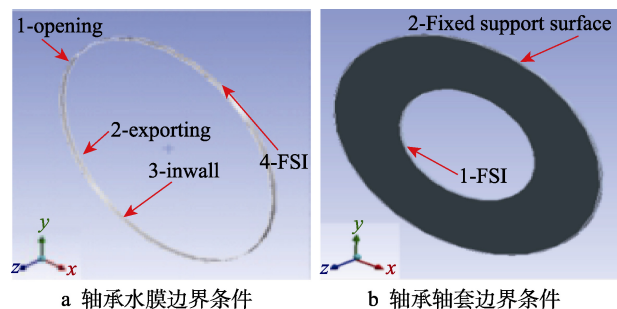 1-opening
2-exporting
3-inwall
4-FSI
y
z
x
a 轴承水膜边界条件
2-Fixed support surface
1-FSI
y
z
x
b 轴承轴套边界条件